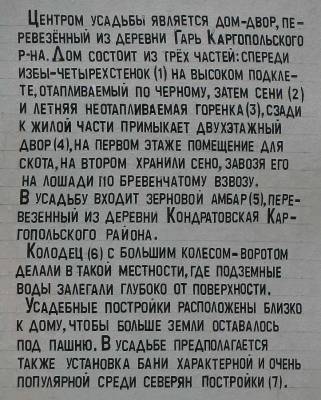 Центром усадьбы является дом-двор, пе-
ревезённый из деревни Гарь Каргопольского
р-на. Дом состоит из трёх частей: спереди
избы-четырехстенок (1) на высоком подкле-
те, отапливаемый по черному, затем сени (2)
и летняя неотапливаемая горенка (3), сзади
к жилой части примыкает двухэтажный
двор (4), на первом этаже помещение для
скота, на втором хранили сено, завозя его
на лошади по бревенчатому взвозу.
В усадьбу входит зерновой амбар (5), пере-
везенный из деревни Кондратовская Кар-
гопольского района.
Колодец (6) с большим колесом-воротом
делали в такой местности, где подземные
воды залегали глубоко от поверхности.
Усадебные постройки расположены близко
к дому, чтобы больше земли оставалось
под пашню. В усадьбе предполагается
также установка бани характерной и очень
популярной среди северян постройки (7).